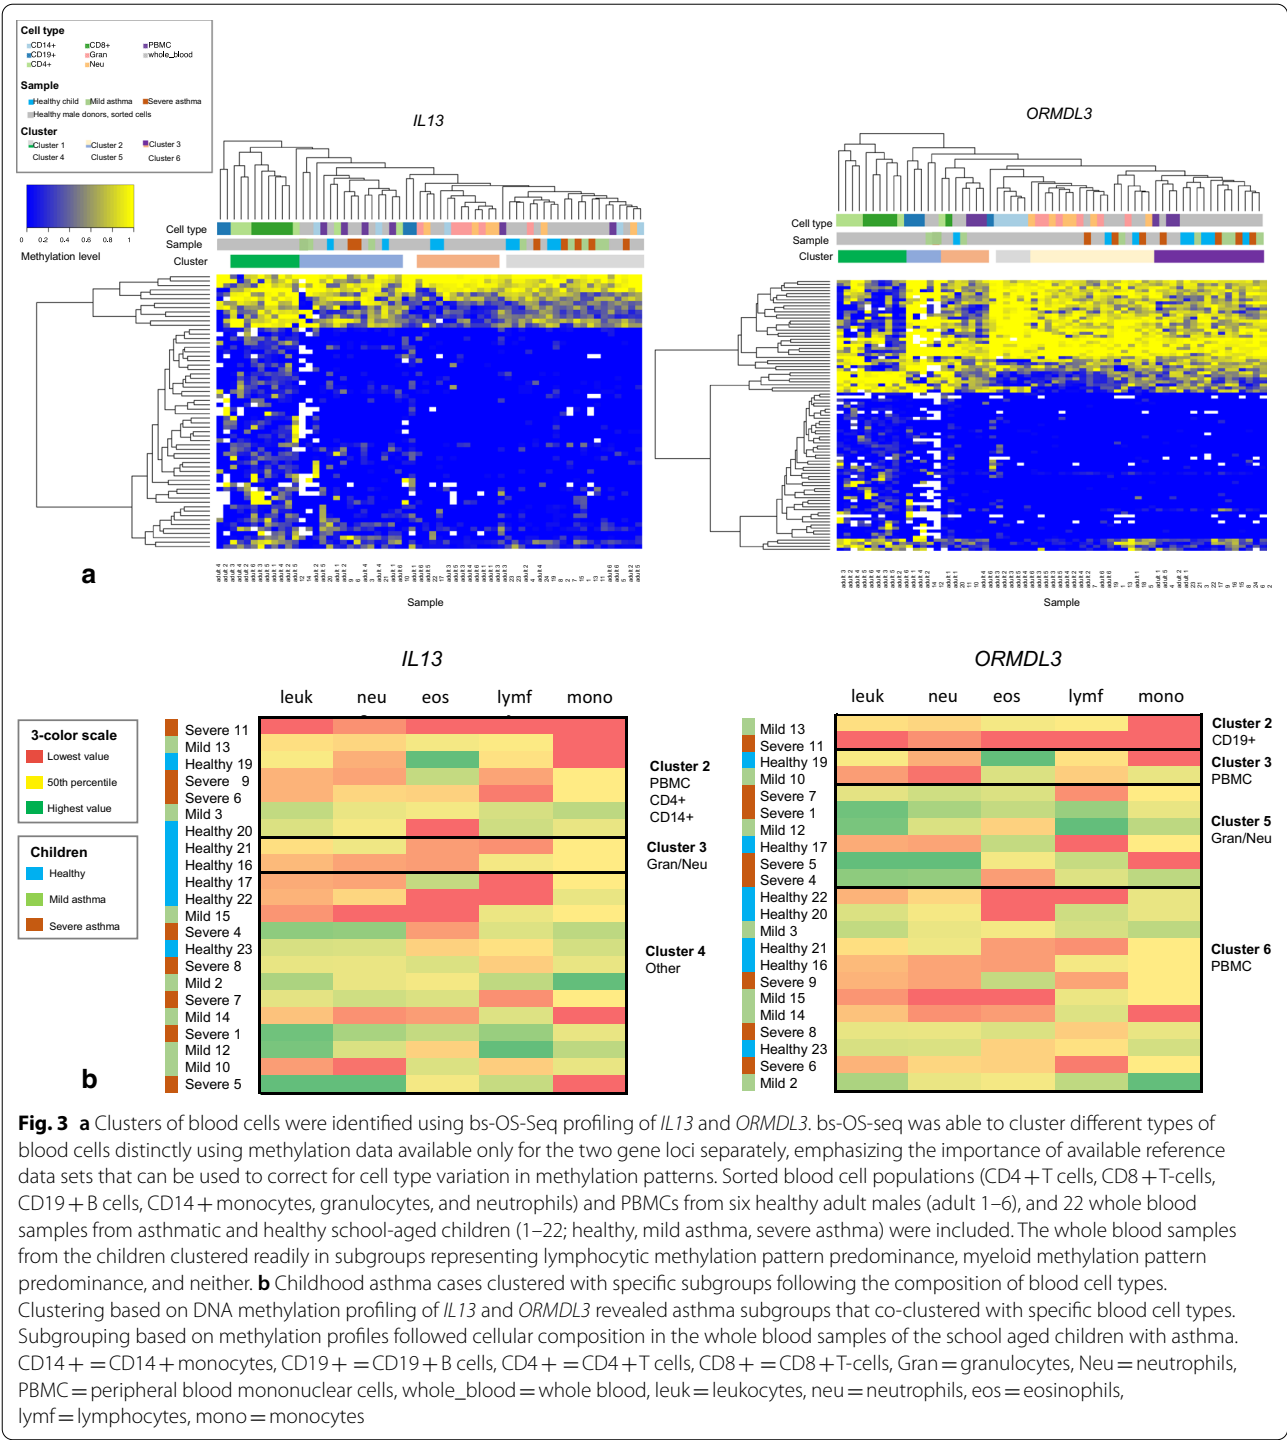 Cell type
CD14+ CD8+ PBMC
CD19+ Gran whole_blood
CD4+ Neu
Sample
Healthy child Mild asthma Severe asthma
Healthy male donors, sorted cells
Cluster
Cluster 1 Cluster 2 Cluster 3
Cluster 4 Cluster 5 Cluster 6
0 0.2 0.4 0.6 0.8 1
Methylation level
IL13
Cell type
Sample
Cluster
Sample
ORMDL3
Cell type
Sample
Cluster
Sample
a
IL13
leuk neu eos lymf mono
3-color scale
Lowest value
50th percentile
Highest value
Children
Healthy
Mild asthma
Severe asthma
Severe 11
Mild 13
Healthy 19
Severe 9
Severe 6
Mild 3
Healthy 20
Healthy 21
Healthy 16
Healthy 17
Healthy 22
Mild 15
Severe 4
Healthy 23
Severe 8
Mild 2
Severe 7
Mild 14
Severe 1
Mild 12
Mild 10
Severe 5
Cluster 2
PBMC
CD4+
CD14+
Cluster 3
Gran/Neu
Cluster 4
Other
ORMDL3
leuk neu eos lymf mono
Mild 13
Severe 11
Healthy 19
Mild 10
Severe 7
Severe 1
Mild 12
Healthy 17
Severe 5
Severe 4
Healthy 22
Healthy 20
Mild 3
Healthy 21
Healthy 16
Severe 9
Mild 15
Mild 14
Severe 8
Healthy 23
Severe 6
Mild 2
Cluster 2
CD19+
Cluster 3
PBMC
Cluster 5
Gran/Neu
Cluster 6
PBMC
b
Fig. 3 a Clusters of blood cells were identified using bs-OS-Seq profiling of IL13 and ORMDL3. bs-OS-seq was able to cluster different types of
blood cells distinctly using methylation data available only for the two gene loci separately, emphasizing the importance of available reference
data sets that can be used to correct for cell type variation in methylation patterns. Sorted blood cell populations (CD4+T cells, CD8+T-cells,
CD19+B cells, CD14+monocytes, granulocytes, and neutrophils) and PBMCs from six healthy adult males (adult 1–6), and 22 whole blood
samples from asthmatic and healthy school-aged children (1–22; healthy, mild asthma, severe asthma) were included. The whole blood samples
from the children clustered readily in subgroups representing lymphocytic methylation pattern predominance, myeloid methylation pattern
predominance, and neither. b Childhood asthma cases clustered with specific subgroups following the composition of blood cell types.
Clustering based on DNA methylation profiling of IL13 and ORMDL3 revealed asthma subgroups that co-clustered with specific blood cell types.
Subgrouping based on methylation profiles followed cellular composition in the whole blood samples of the school aged children with asthma.
CD14+=CD14+monocytes, CD19+=CD19+B cells, CD4+=CD4+T cells, CD8+=CD8+T-cells, Gran=granulocytes, Neu=neutrophils,
PBMC=peripheral blood mononuclear cells, whole_blood=whole blood, leuk=leukocytes, neu=neutrophils, eos=eosinophils,
lymf=lymphocytes, mono=monocytes